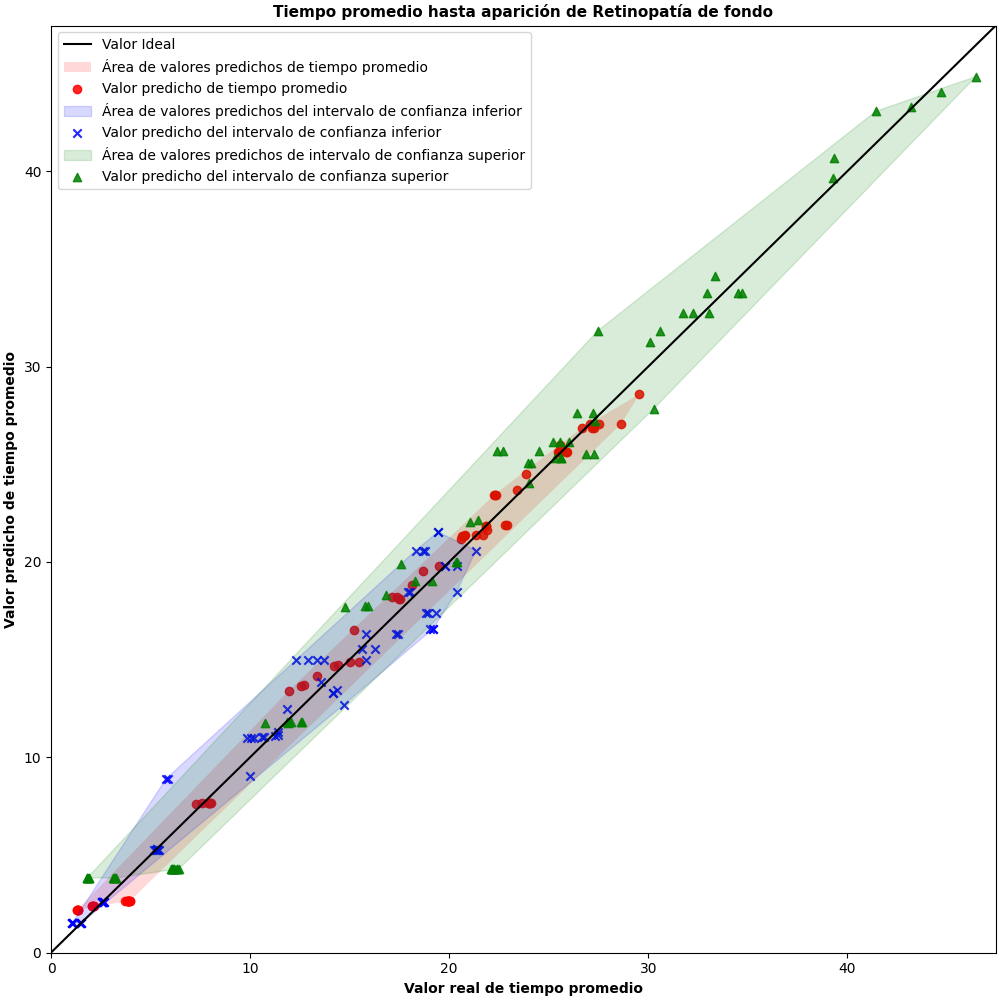 Tiempo promedio hasta aparición de Retinopatía de fondo
Valor Ideal
Área de valores predichos de tiempo promedio
Valor predicho de tiempo promedio
Área de valores predichos del intervalo de confianza inferior
Valor predicho del intervalo de confianza inferior
Área de valores predichos de intervalo de confianza superior
Valor predicho del intervalo de confianza superior
Valor predicho de tiempo promedio
40
30
20
10
0
0 10 20 30 40
Valor real de tiempo promedio